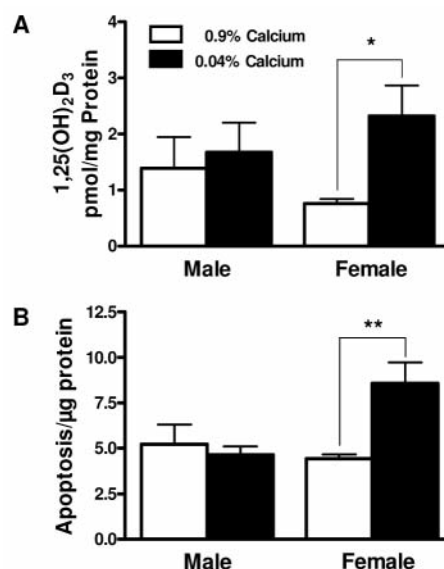 A
0.9% Calcium
0.04% Calcium
1,25(OH)₂D₃
pmol/mg Protein
4
3
2
1
0
*
Male
Female
B
Apoptosis/µg protein
12.5
10.0
7.5
5.0
2.5
0.0
**
Male
Female